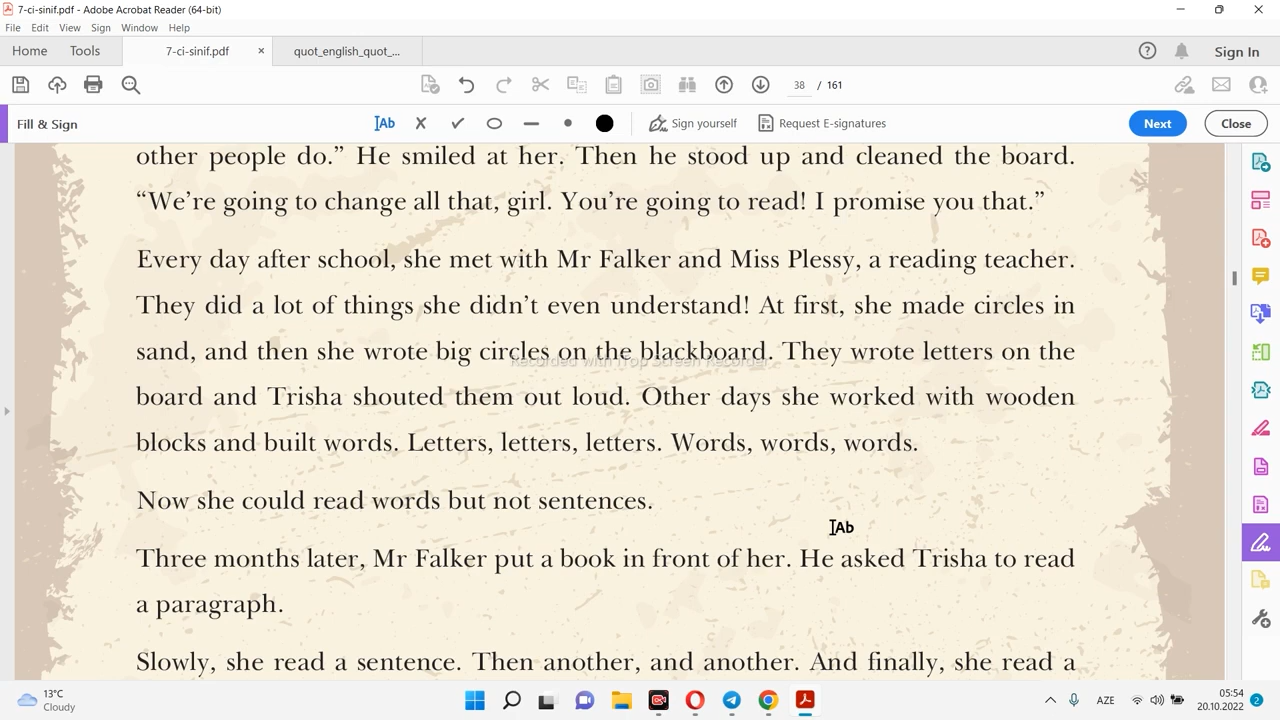 7-ci-sinif.pdf - Adobe Acrobat Reader (64-bit)
File Edit View Sign Window Help
Home Tools 7-ci-sinif.pdf × quot_english_quot_... Sign In
38 / 161
Fill & Sign Ab Sign yourself Request E-signatures Next Close
other people do.” He smiled at her. Then he stood up and cleaned the board.
“We’re going to change all that, girl. You’re going to read! I promise you that.”
Every day after school, she met with Mr Falker and Miss Plessy, a reading teacher.
They did a lot of things she didn’t even understand! At first, she made circles in
sand, and then she wrote big circles on the blackboard. They wrote letters on the
Recorded with iTop Screen Recorder
board and Trisha shouted them out loud. Other days she worked with wooden
blocks and built words. Letters, letters, letters. Words, words, words.
Now she could read words but not sentences.
Ab
Three months later, Mr Falker put a book in front of her. He asked Trisha to read
a paragraph.
Slowly, she read a sentence. Then another, and another. And finally, she read a
13°C
Cloudy
AZE
05:54
20.10.2022
2